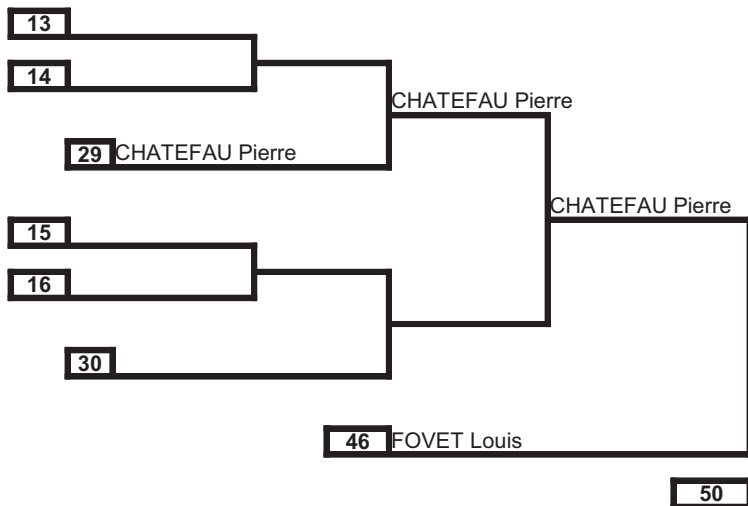 13
14
CHATEFAU Pierre
29 CHATEFAU Pierre
CHATEFAU Pierre
15
16
30
46 FOVET Louis
50